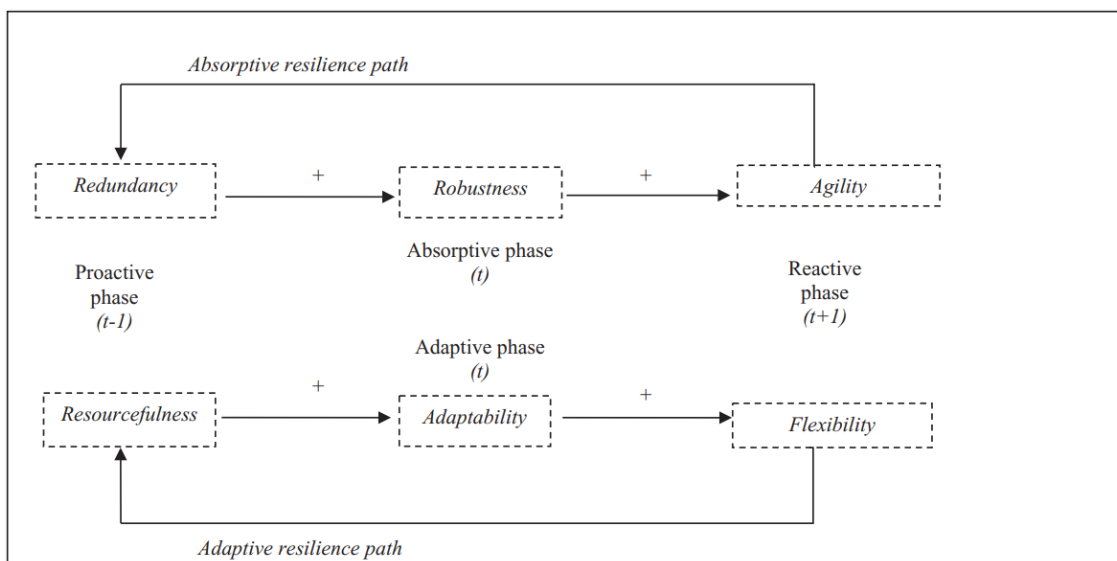 Absorptive resilience path
Redundancy
+
Robustness
+
Agility
Proactive
phase
(t-1)
Absorptive phase
(t)
Reactive
phase
(t+1)
Adaptive phase
(t)
Resourcefulness
+
Adaptability
+
Flexibility
Adaptive resilience path